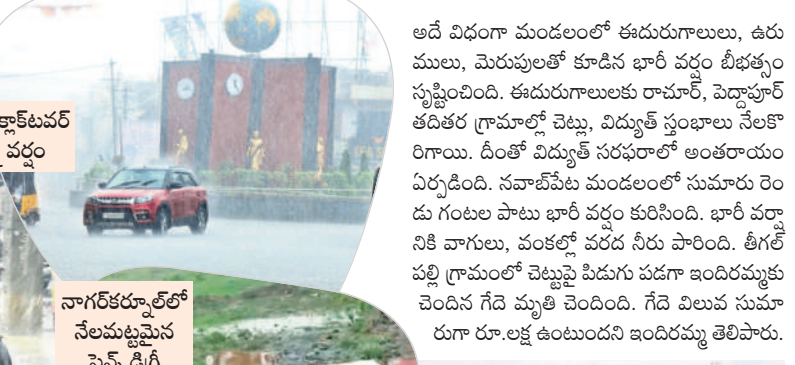 క్లాక్‌టవర్
వర్షం
నాగర్‌కర్నూల్‌లో
నేలమట్టమైన
అదే విధంగా మండలంలో ఈదురుగాలులు, ఉరు
ములు, మెరుపులతో కూడిన భారీ వర్షం బీభత్సం
సృష్టించింది. ఈదురుగాలులకు రాచూర్, పెద్దాపూర్
తదితర గ్రామాల్లో చెట్లు, విద్యుత్ స్తంభాలు నేలకొ
రిగాయి. దీంతో విద్యుత్ సరఫరాలో అంతరాయం
ఏర్పడింది. నవాబ్‌పేట మండలంలో సుమారు రెం
డు గంటల పాటు భారీ వర్షం కురిసింది. భారీ వర్షా
నికి వాగులు, వంకల్లో వరద నీరు పారింది. తీగల్
పల్లి గ్రామంలో చెట్టుపై పిడుగు పడగా ఇందిరమ్మకు
చెందిన గేదె మృతి చెందింది. గేదె విలువ సుమా
రుగా రూ.లక్ష ఉంటుందని ఇందిరమ్మ తెలిపారు.